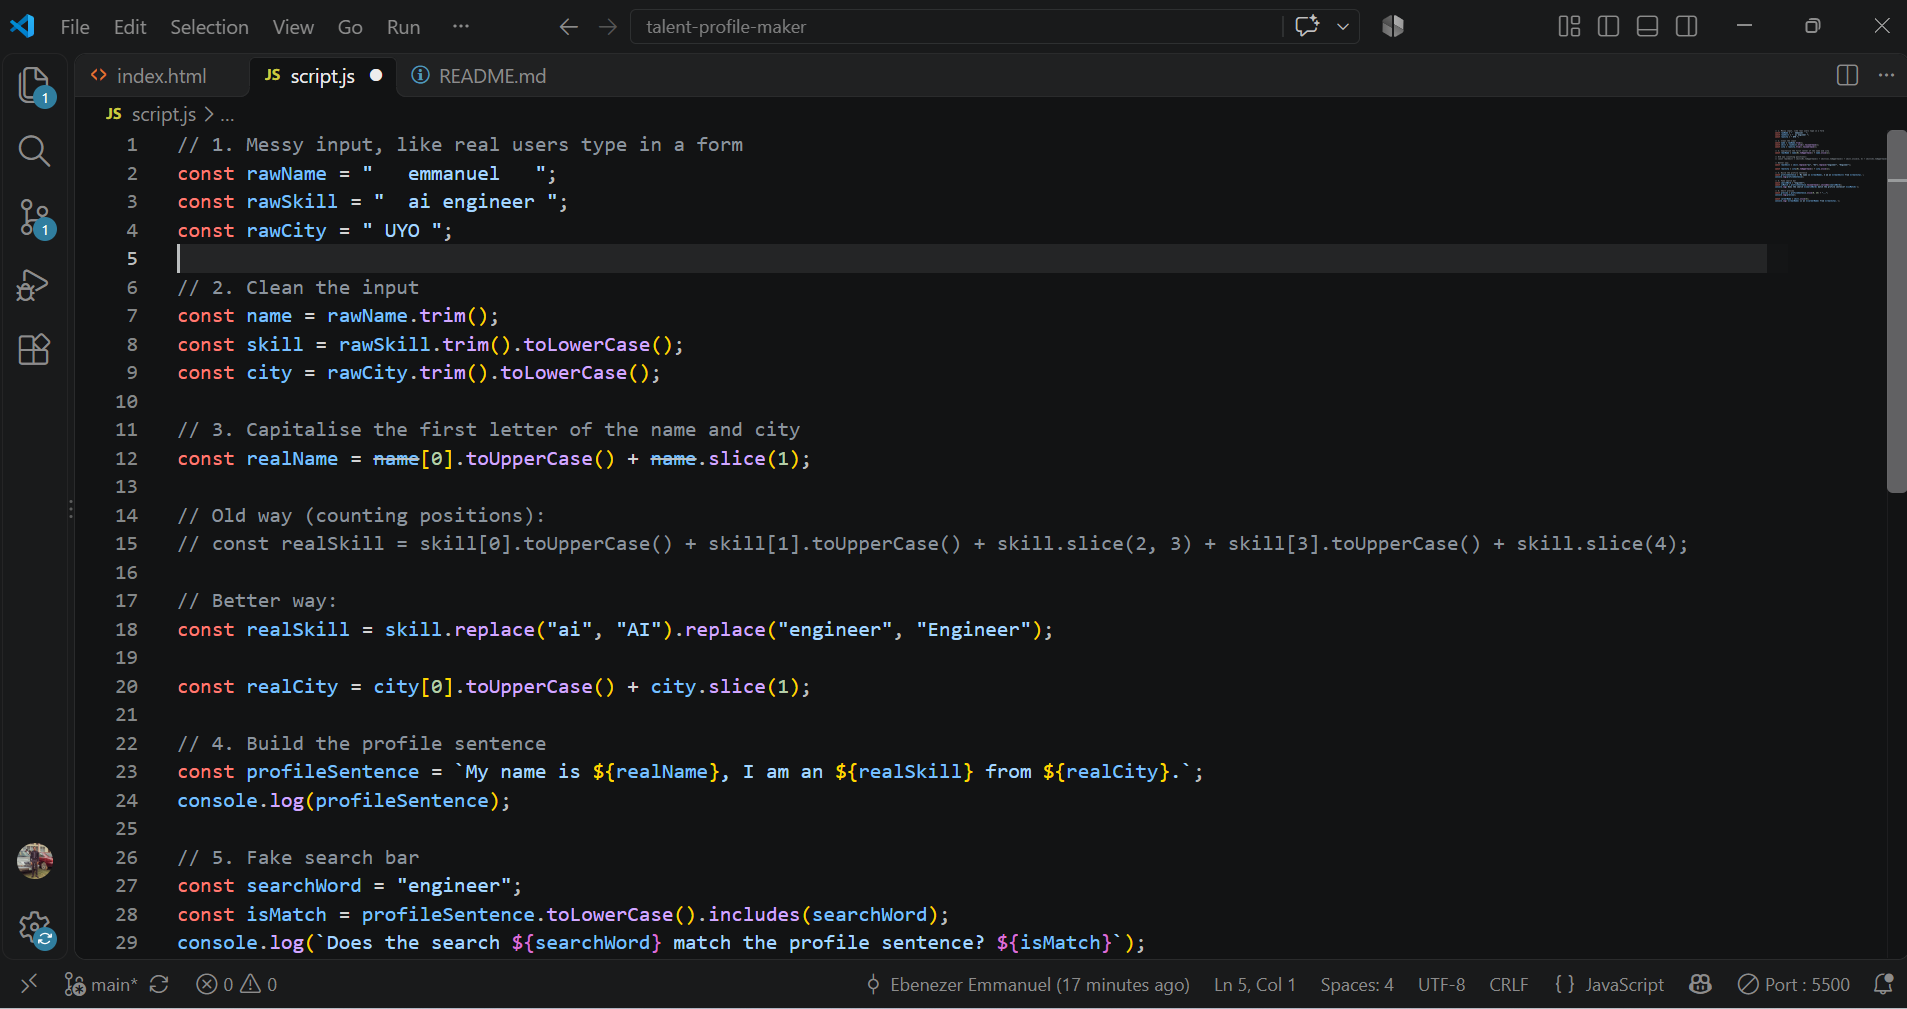 File Edit Selection View Go Run ··· talent-profile-maker
index.html JS script.js README.md
JS script.js > ...
1 // 1. Messy input, like real users type in a form
2 const rawName = "   emmanuel   ";
3 const rawSkill = "  ai engineer ";
4 const rawCity = " UYO ";
5
6 // 2. Clean the input
7 const name = rawName.trim();
8 const skill = rawSkill.trim().toLowerCase();
9 const city = rawCity.trim().toLowerCase();
10
11 // 3. Capitalise the first letter of the name and city
12 const realName = name[0].toUpperCase() + name.slice(1);
13
14 // Old way (counting positions):
15 // const realSkill = skill[0].toUpperCase() + skill[1].toUpperCase() + skill.slice(2, 3) + skill[3].toUpperCase() + skill.slice(4);
16
17 // Better way:
18 const realSkill = skill.replace("ai", "AI").replace("engineer", "Engineer");
19
20 const realCity = city[0].toUpperCase() + city.slice(1);
21
22 // 4. Build the profile sentence
23 const profileSentence = `My name is ${realName}, I am an ${realSkill} from ${realCity}.`;
24 console.log(profileSentence);
25
26 // 5. Fake search bar
27 const searchWord = "engineer";
28 const isMatch = profileSentence.toLowerCase().includes(searchWord);
29 console.log(`Does the search ${searchWord} match the profile sentence? ${isMatch}`);
1
1
main* 0 0 Ebenezer Emmanuel (17 minutes ago) Ln 5, Col 1 Spaces: 4 UTF-8 CRLF { } JavaScript Port : 5500